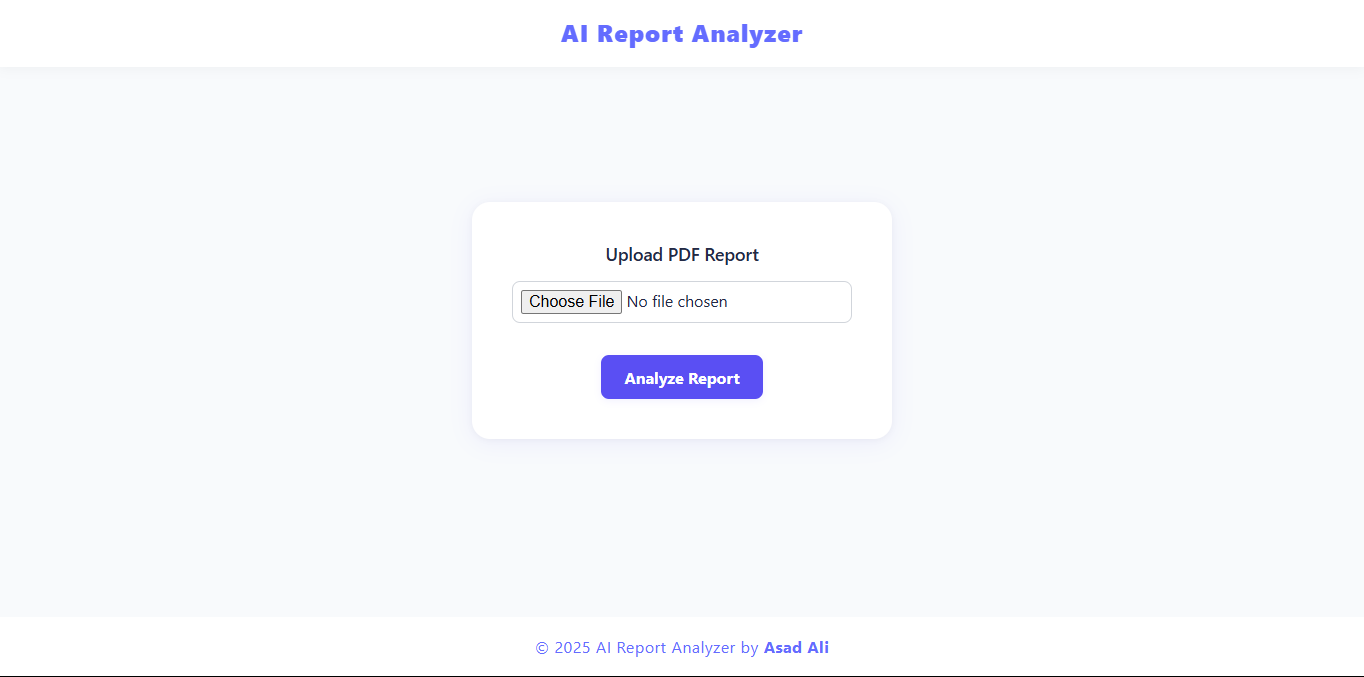 AI Report Analyzer
Upload PDF Report
Choose File No file chosen
Analyze Report
© 2025 AI Report Analyzer by Asad Ali